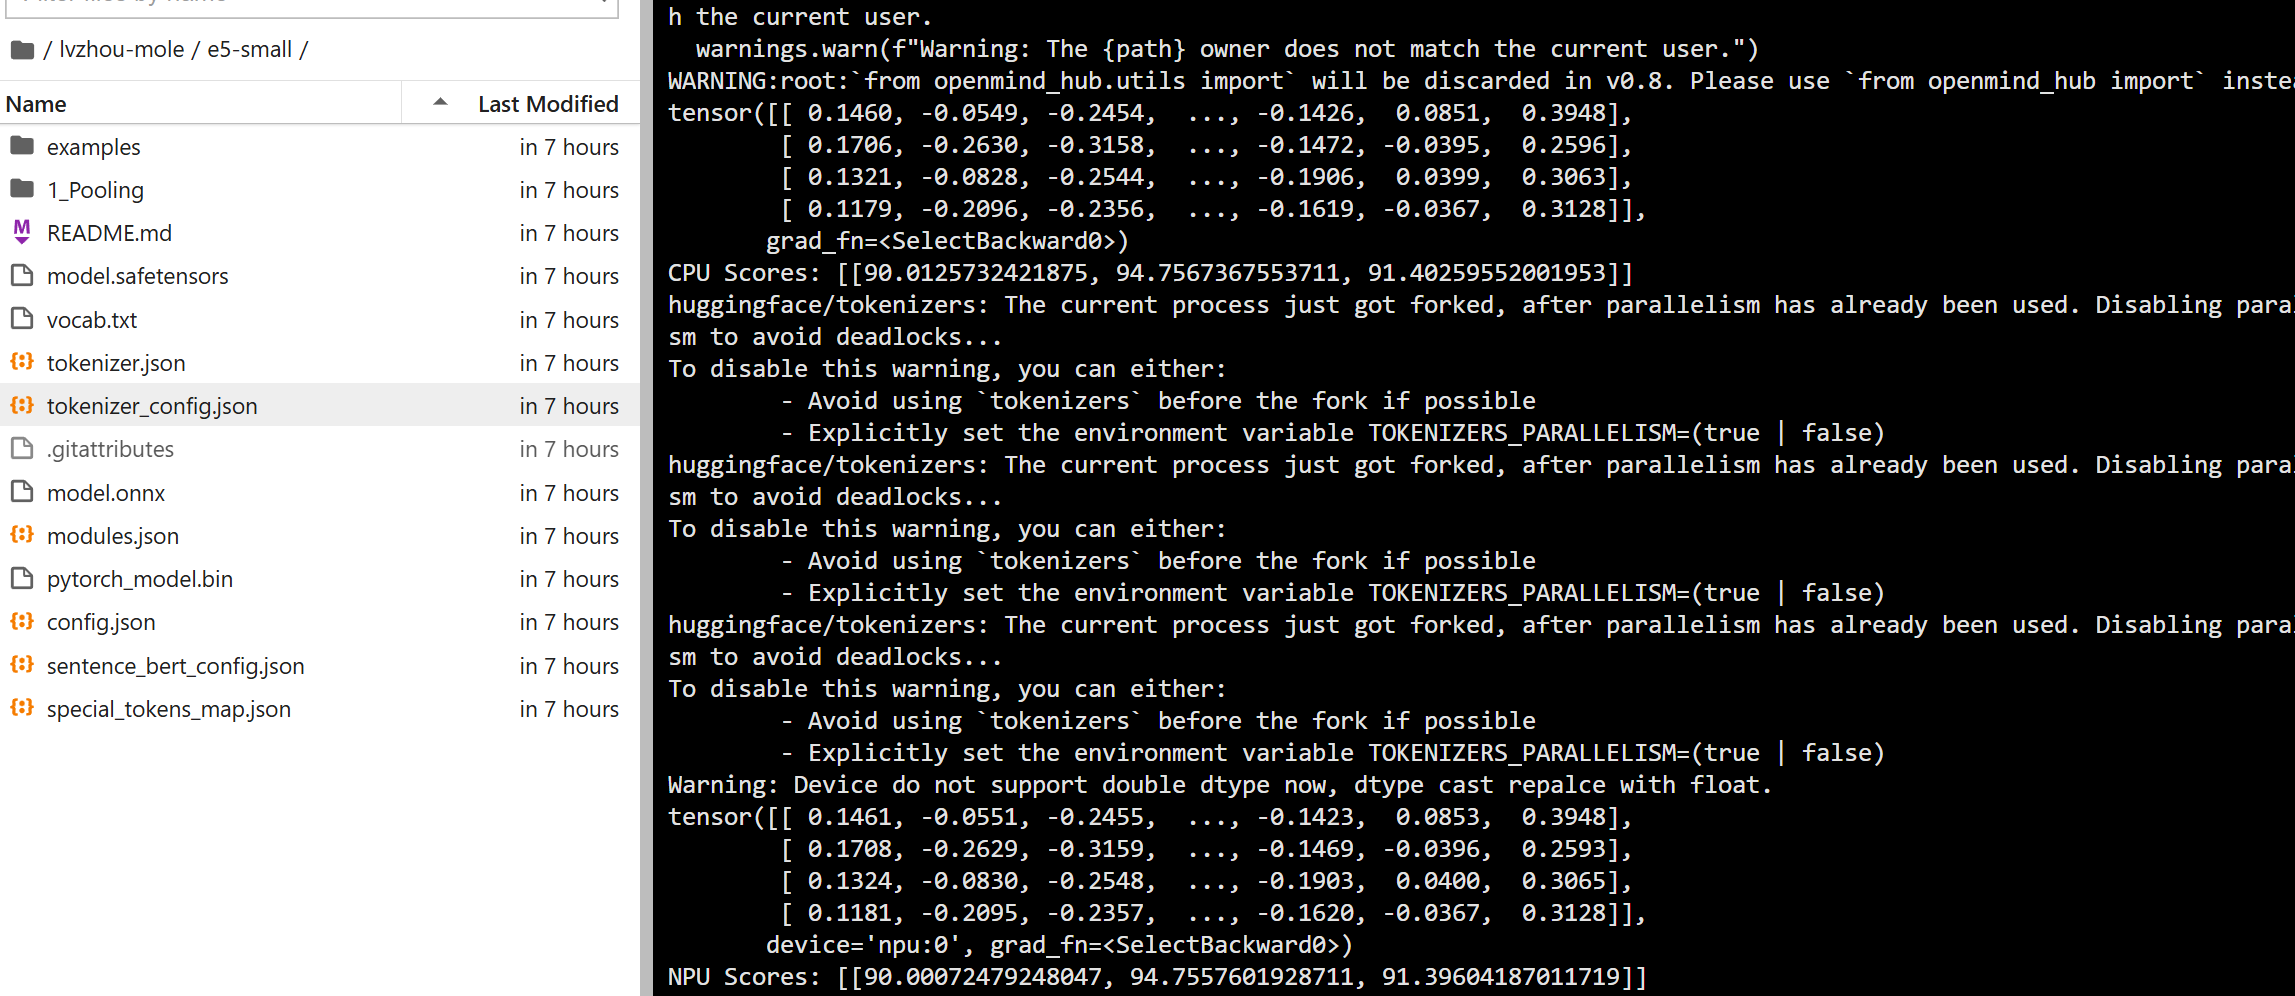 Filter files by name
/ lvzhou-mole / e5-small /
Name Last Modified
examples in 7 hours
1_Pooling in 7 hours
README.md in 7 hours
model.safetensors in 7 hours
vocab.txt in 7 hours
tokenizer.json in 7 hours
tokenizer_config.json in 7 hours
.gitattributes in 7 hours
model.onnx in 7 hours
modules.json in 7 hours
pytorch_model.bin in 7 hours
config.json in 7 hours
sentence_bert_config.json in 7 hours
special_tokens_map.json in 7 hours
h the current user.
  warnings.warn(f"Warning: The {path} owner does not match the current user.")
WARNING:root:`from openmind_hub.utils import` will be discarded in v0.8. Please use `from openmind_hub import` inste
tensor([[ 0.1460, -0.0549, -0.2454,  ..., -0.1426,  0.0851,  0.3948],
        [ 0.1706, -0.2630, -0.3158,  ..., -0.1472, -0.0395,  0.2596],
        [ 0.1321, -0.0828, -0.2544,  ..., -0.1906,  0.0399,  0.3063],
        [ 0.1179, -0.2096, -0.2356,  ..., -0.1619, -0.0367,  0.3128]],
       grad_fn=<SelectBackward0>)
CPU Scores: [[90.0125732421875, 94.7567367553711, 91.40259552001953]]
huggingface/tokenizers: The current process just got forked, after parallelism has already been used. Disabling paral
sm to avoid deadlocks...
To disable this warning, you can either:
        - Avoid using `tokenizers` before the fork if possible
        - Explicitly set the environment variable TOKENIZERS_PARALLELISM=(true | false)
huggingface/tokenizers: The current process just got forked, after parallelism has already been used. Disabling paral
sm to avoid deadlocks...
To disable this warning, you can either:
        - Avoid using `tokenizers` before the fork if possible
        - Explicitly set the environment variable TOKENIZERS_PARALLELISM=(true | false)
huggingface/tokenizers: The current process just got forked, after parallelism has already been used. Disabling paral
sm to avoid deadlocks...
To disable this warning, you can either:
        - Avoid using `tokenizers` before the fork if possible
        - Explicitly set the environment variable TOKENIZERS_PARALLELISM=(true | false)
Warning: Device do not support double dtype now, dtype cast repalce with float.
tensor([[ 0.1461, -0.0551, -0.2455,  ..., -0.1423,  0.0853,  0.3948],
        [ 0.1708, -0.2629, -0.3159,  ..., -0.1469, -0.0396,  0.2593],
        [ 0.1324, -0.0830, -0.2548,  ..., -0.1903,  0.0400,  0.3065],
        [ 0.1181, -0.2095, -0.2357,  ..., -0.1620, -0.0367,  0.3128]],
       device='npu:0', grad_fn=<SelectBackward0>)
NPU Scores: [[90.00072479248047, 94.7557601928711, 91.39604187011719]]